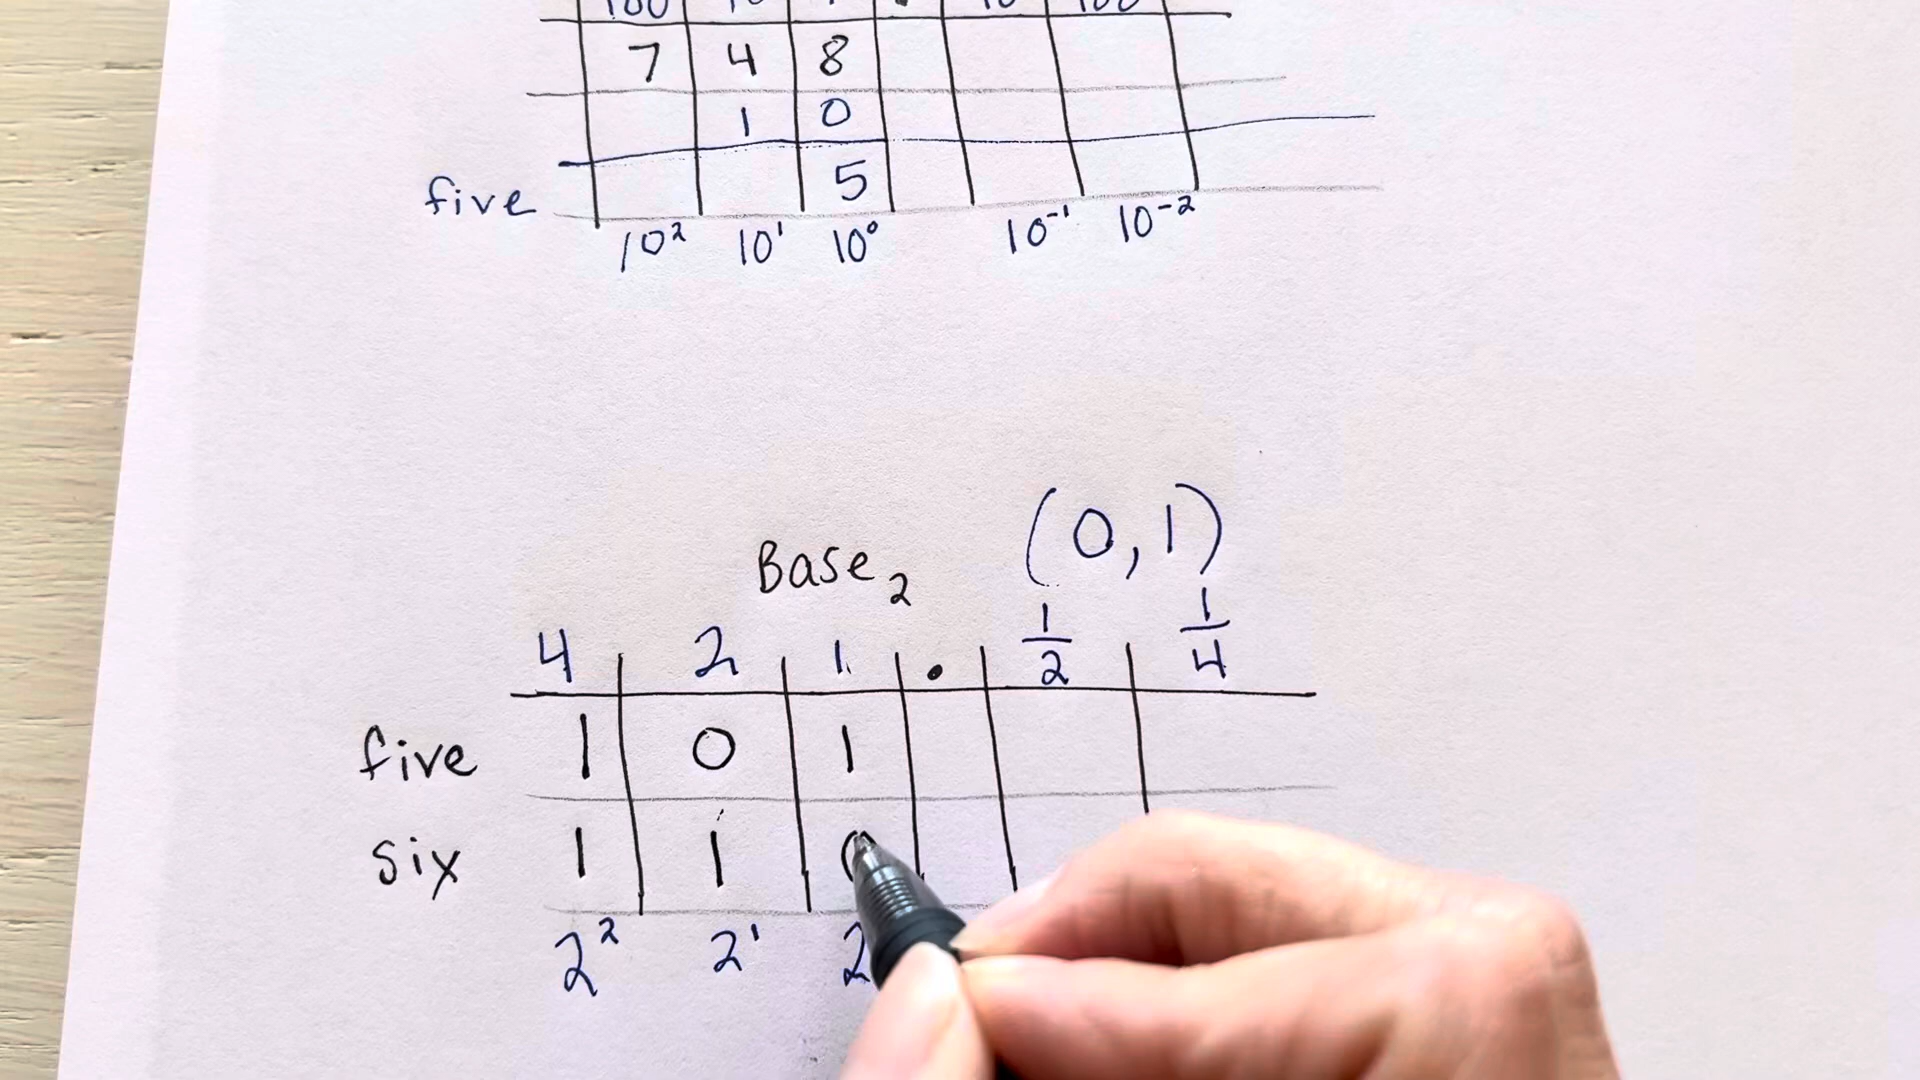 7 4 8
1 0
five 5
10² 10¹ 10⁰ 10⁻¹ 10⁻²
Base₂ (0,1)
4 2 1 . 1/2 1/4
five 1 0 1
six 1 1 0
2² 2¹ 2